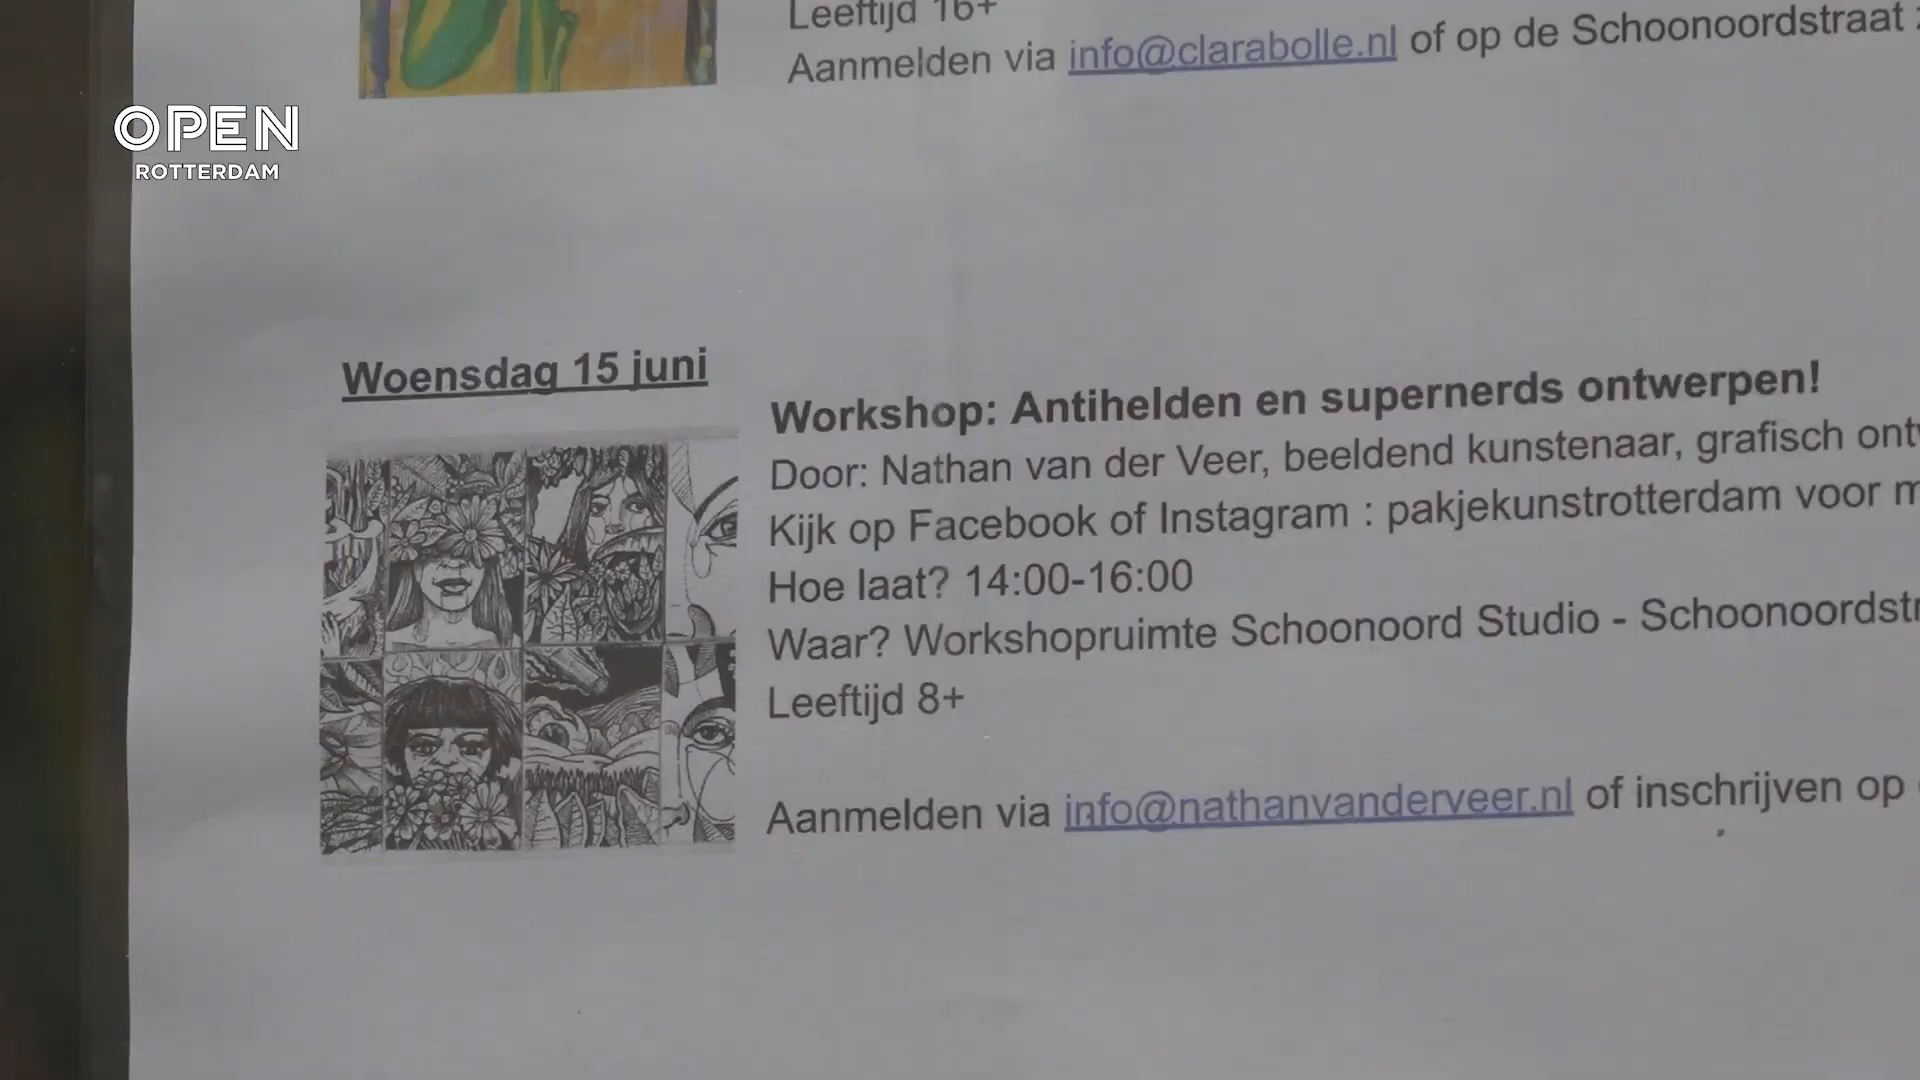 Leeftijd 16+
Aanmelden via info@clarabolle.nl of op de Schoonoordstraat
OPEN
ROTTERDAM
Woensdag 15 juni
Workshop: Antihelden en supernerds ontwerpen!
Door: Nathan van der Veer, beeldend kunstenaar, grafisch
Kijk op Facebook of Instagram : pakjekunstrotterdam voor
Hoe laat? 14:00-16:00
Waar? Workshopruimte Schoonoord Studio -
Leeftijd 8+
Aanmelden via info@nathanvanderveer.nl of inschrijven op